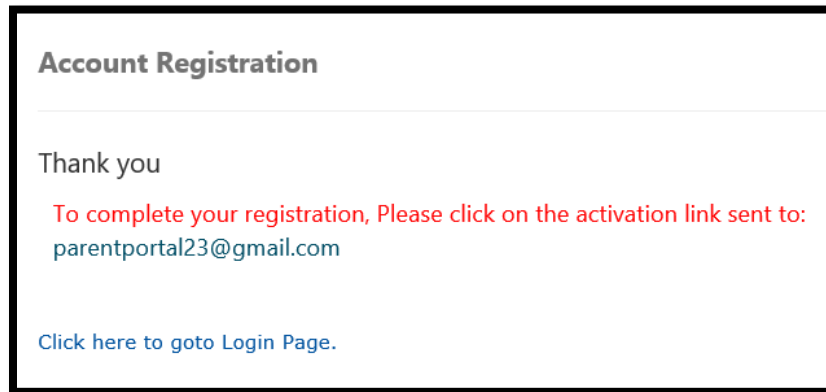 Account Registration
Thank you
To complete your registration, Please click on the activation link sent to:
parentportal23@gmail.com
Click here to goto Login Page.